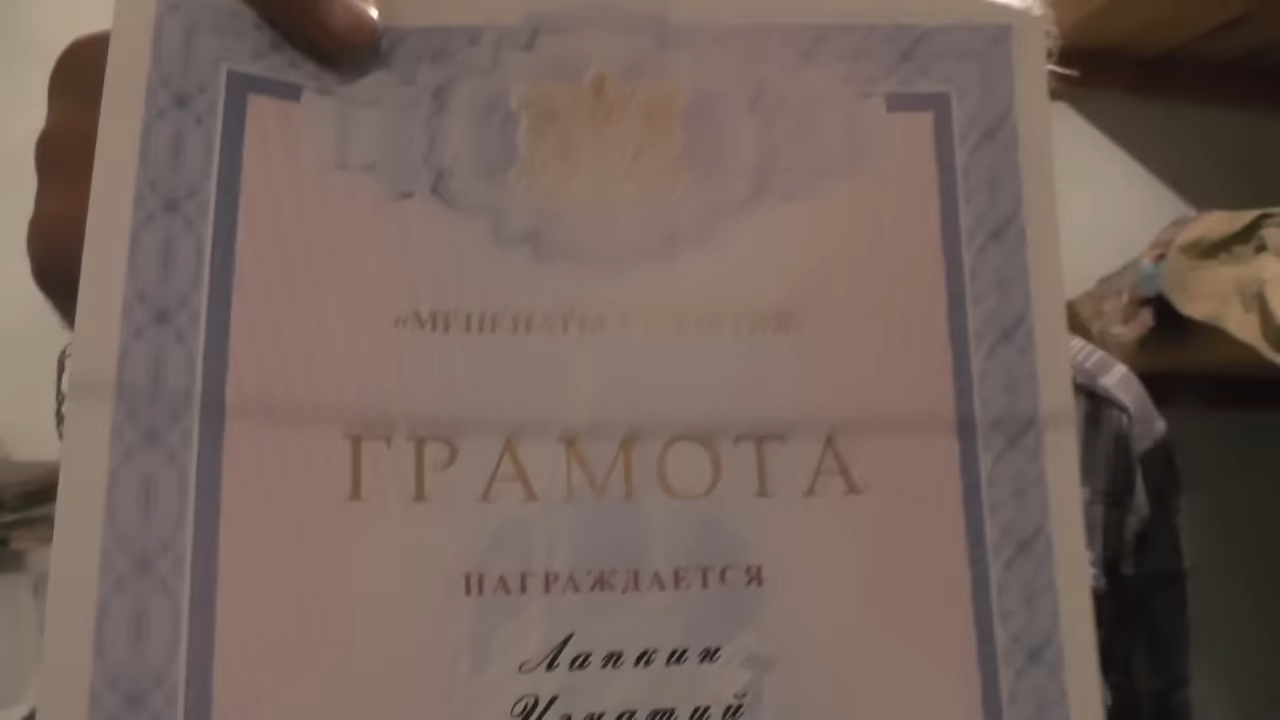 «МЕЦЕНАТЫ
ГРАМОТА
НАГРАЖДАЕТСЯ
Лапкин
Игнатий